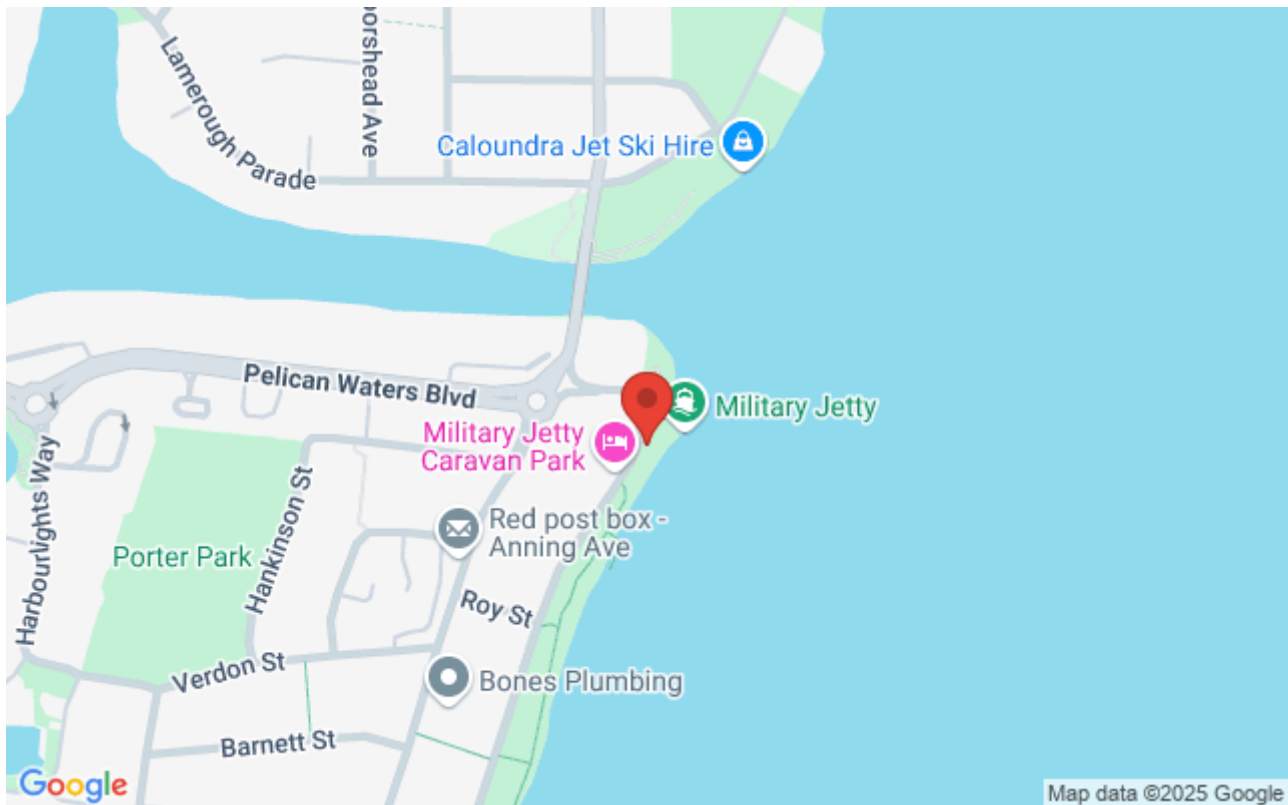 oorshead Ave
Lamerough Parade
Caloundra Jet Ski Hire
Pelican Waters Blvd
Military Jetty
Military Jetty
Caravan Park
Harbourlights Way
Hankinson St
Red post box -
Anning Ave
Porter Park
Roy St
Verdon St
Bones Plumbing
Barnett St
Google
Map data ©2025 Google